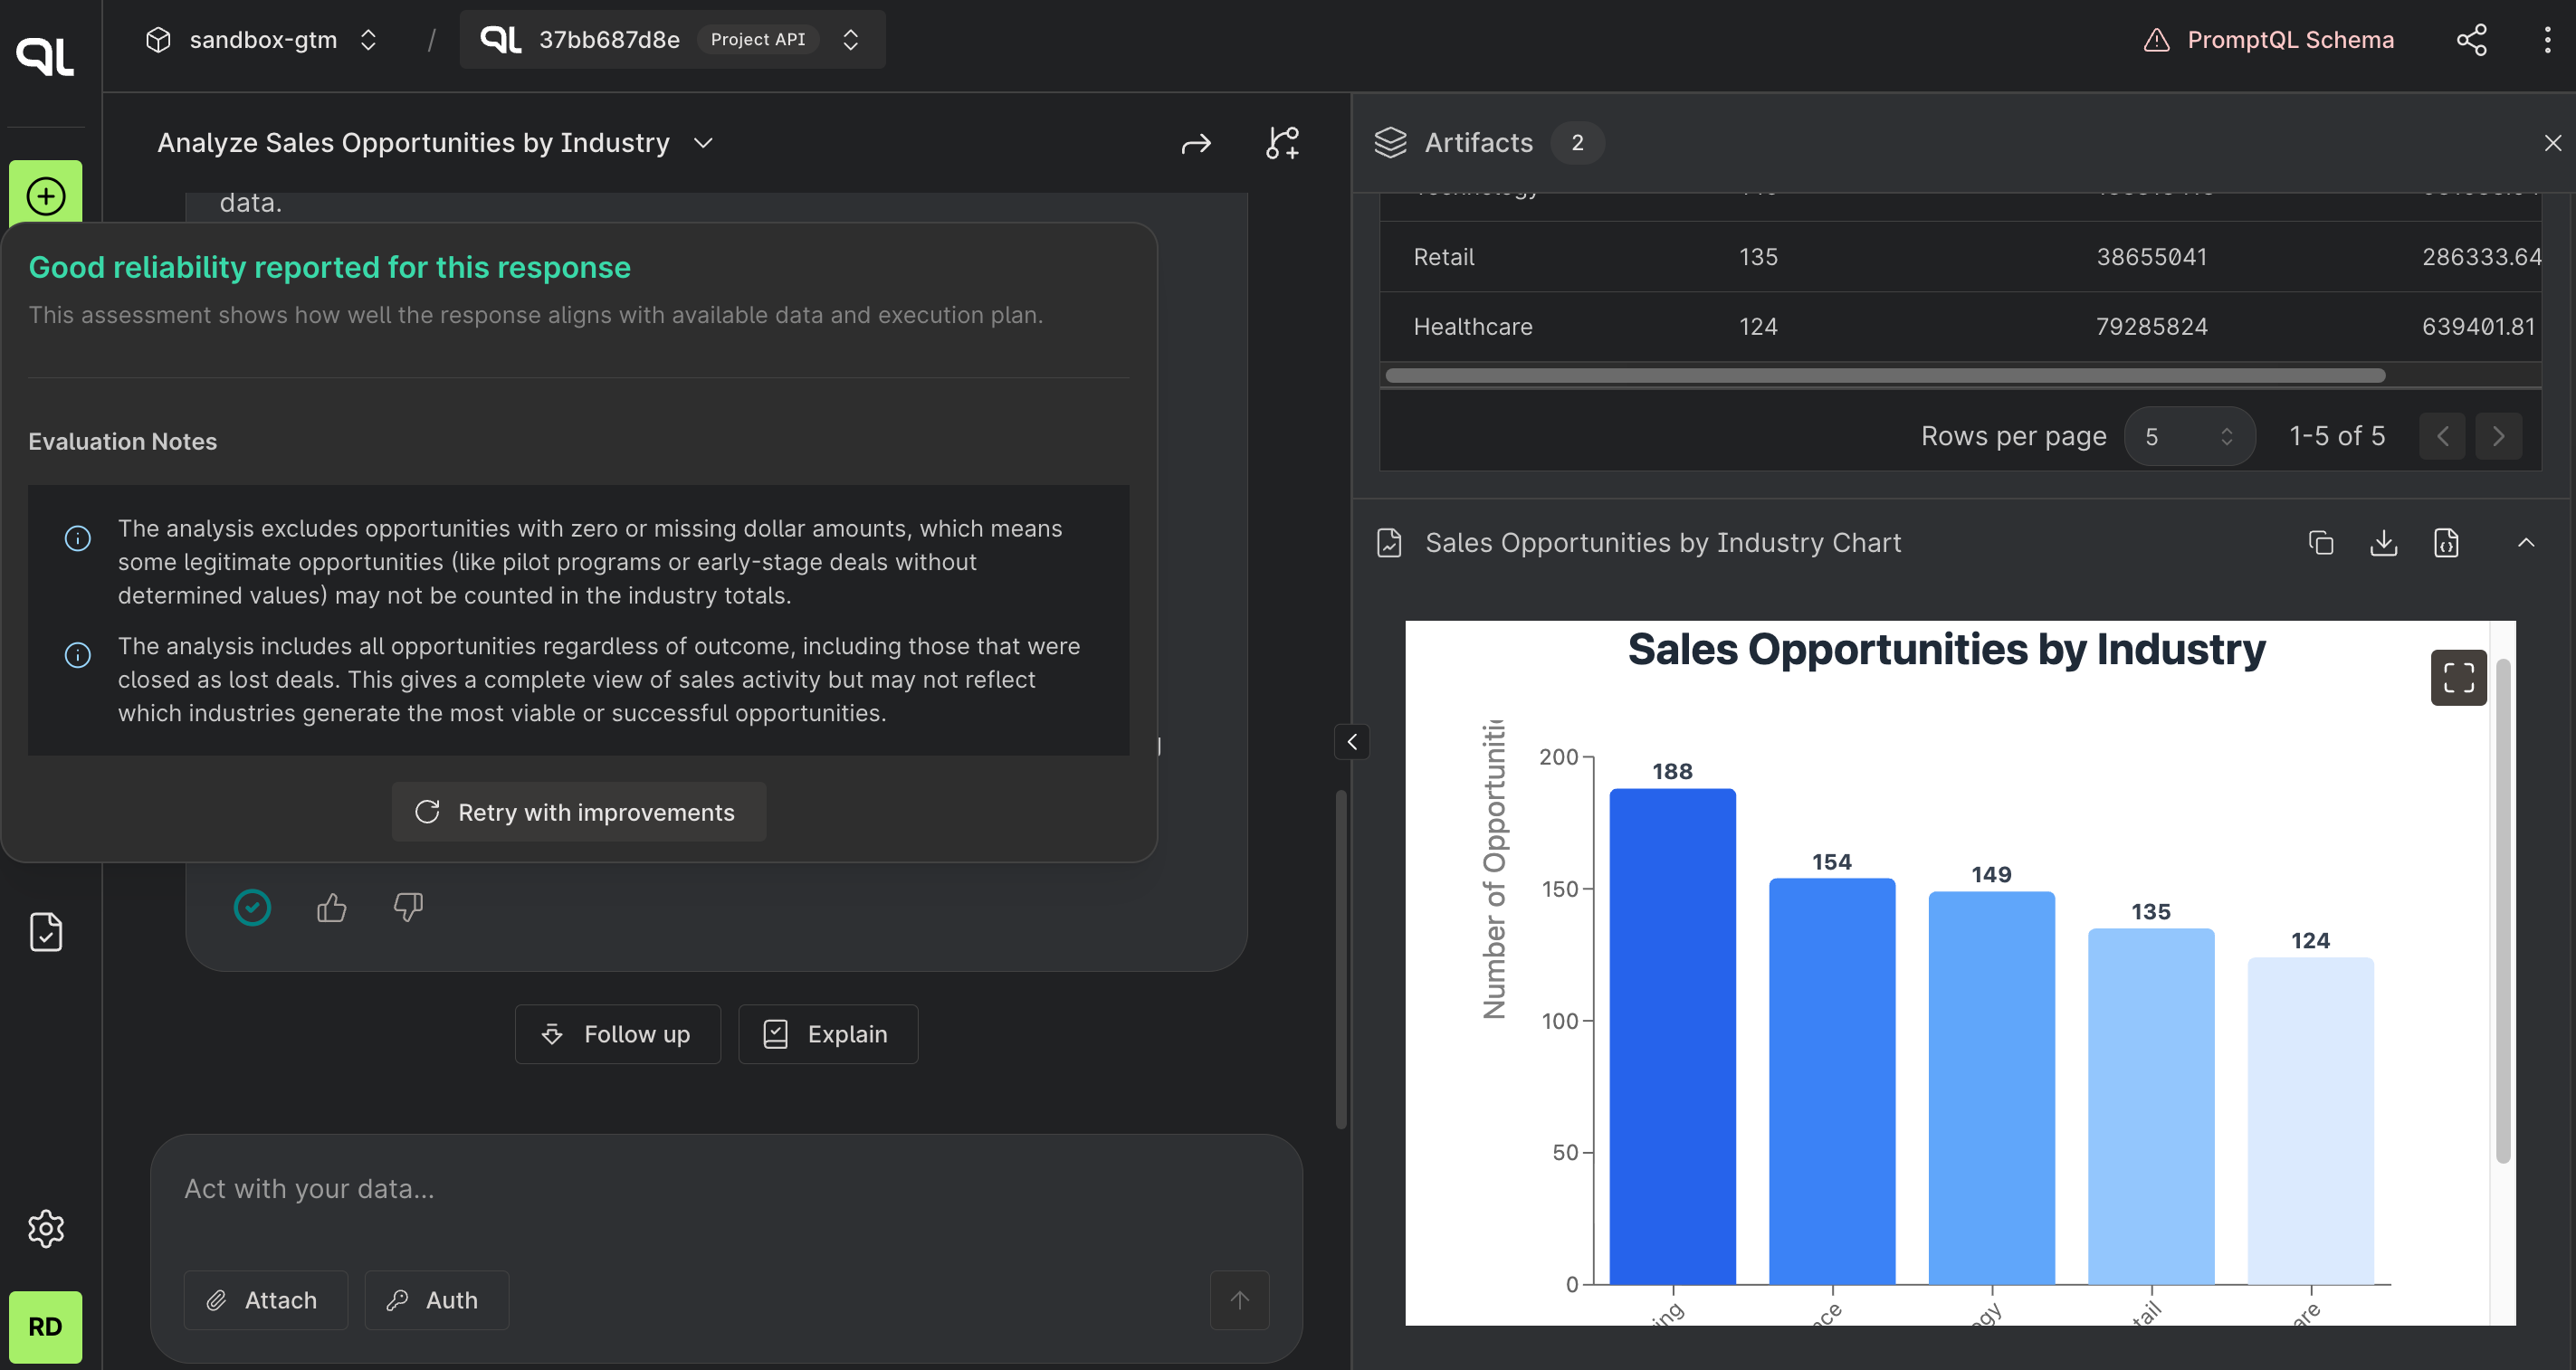 QL
sandbox-gtm
/
QL 37bb687d8e Project API
PromptQL Schema
Analyze Sales Opportunities by Industry
data.
Good reliability reported for this response
This assessment shows how well the response aligns with available data and execution plan.
Evaluation Notes
The analysis excludes opportunities with zero or missing dollar amounts, which means
some legitimate opportunities (like pilot programs or early-stage deals without
determined values) may not be counted in the industry totals.
The analysis includes all opportunities regardless of outcome, including those that were
closed as lost deals. This gives a complete view of sales activity but may not reflect
which industries generate the most viable or successful opportunities.
Retry with improvements
Follow up
Explain
Act with your data...
Attach
Auth
RD
Artifacts 2
Technology
Retail 135 38655041 286333.64
Healthcare 124 79285824 639401.81
Rows per page 5 1-5 of 5
Sales Opportunities by Industry Chart
Sales Opportunities by Industry
Number of Opportuniti
200
150
100
50
0
188
154
149
135
124
ing
ce
gy
tail
are